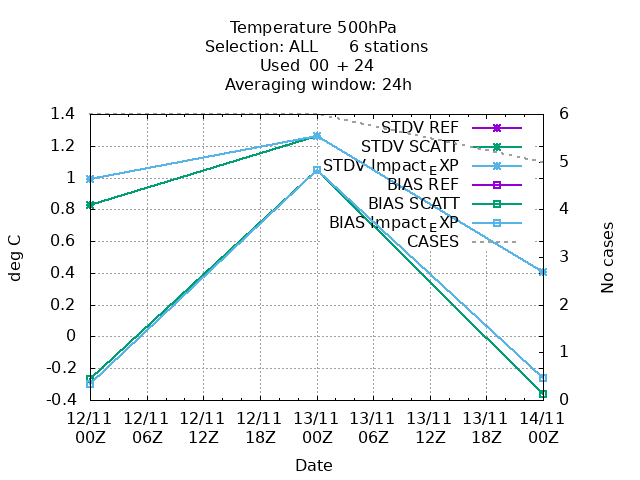 Temperature 500hPa
Selection: ALL 6 stations
Used 00 + 24
Averaging window: 24h
1.4
1.2
1
0.8
0.6
0.4
0.2
0
-0.2
-0.4
deg C
6
5
4
3
2
1
0
No cases
STDV REF
STDV SCATT
STDV Impact_EXP
BIAS REF
BIAS SCATT
BIAS Impact_EXP
CASES
12/11 12/11 12/11 12/11 13/11 13/11 13/11 13/11 14/11
00Z 06Z 12Z 18Z 00Z 06Z 12Z 18Z 00Z
Date